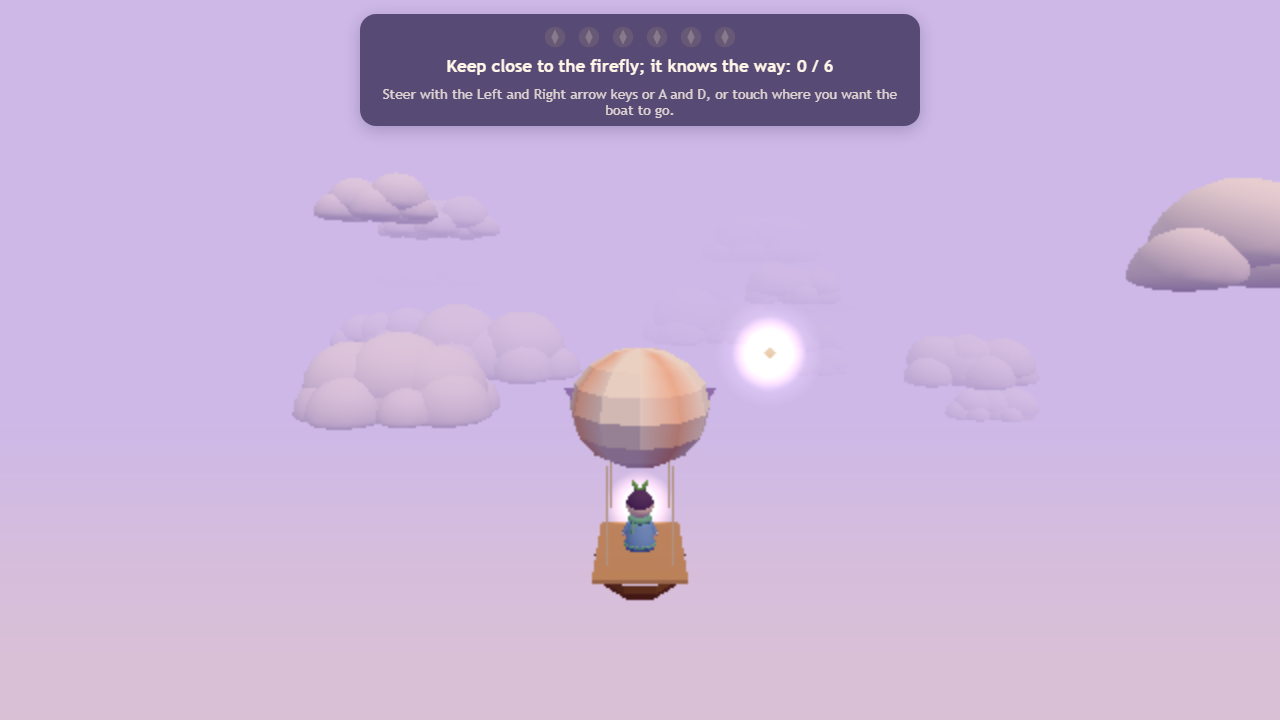 Keep close to the firefly; it knows the way: 0 / 6
Steer with the Left and Right arrow keys or A and D, or touch where you want the
boat to go.